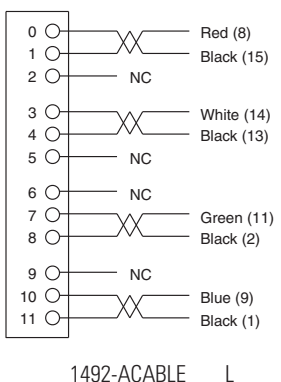 0 Red (8)
1 Black (15)
2 NC
3 White (14)
4 Black (13)
5 NC
6 NC
7 Green (11)
8 Black (2)
9 NC
10 Blue (9)
11 Black (1)
1492-ACABLE L